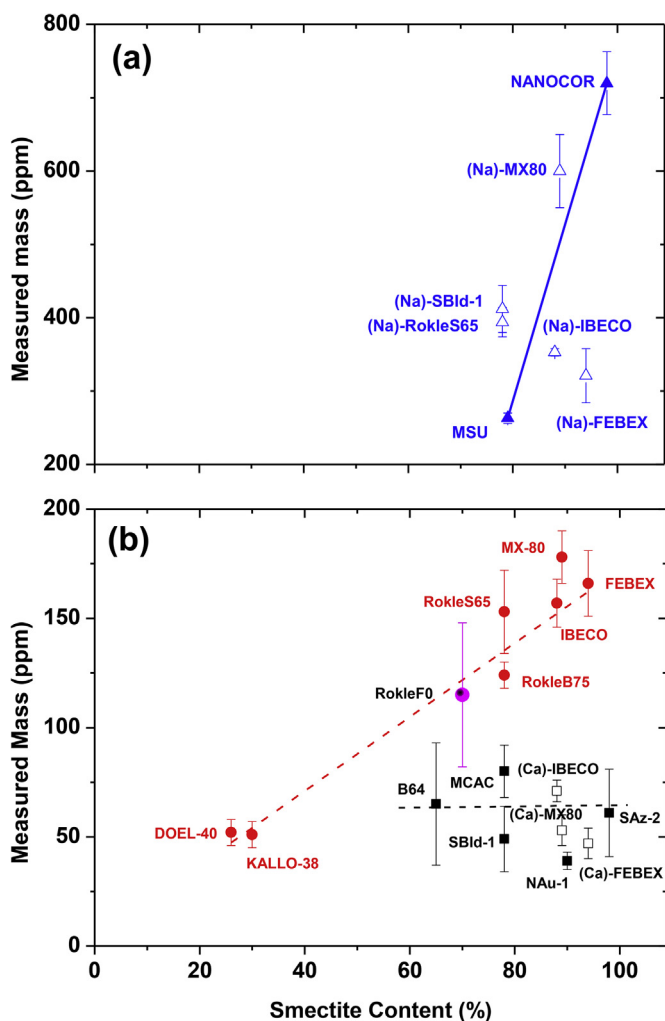 800
(a)
NANOCOR
600
(Na)-MX80
Measured mass (ppm)
400
(Na)-SBld-1
(Na)-RokleS65
(Na)-IBECO
MSU
(Na)-FEBEX
200
200
(b)
MX-80
FEBEX
150
RokleS65
IBECO
RokleB75
RokleF0
Measured Mass (ppm)
100
(Ca)-IBECO
MCAC
B64
(Ca)-MX80
SAz-2
50
DOEL-40
SBld-1
KALLO-38
NAu-1
(Ca)-FEBEX
0
0 20 40 60 80 100
Smectite Content (%)